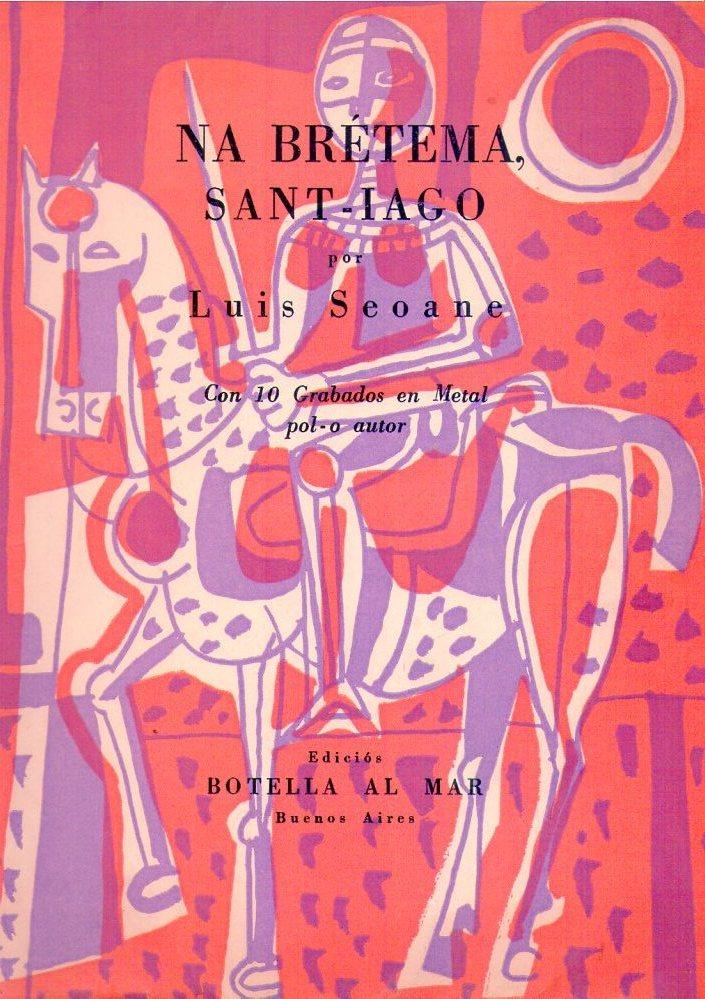 NA BRÉTEMA,
SANT-IAGO
por
Luis Seoane
Con 10 Grabados en Metal
pol-o autor
Ediciós
BOTELLA AL MAR
Buenos Aires